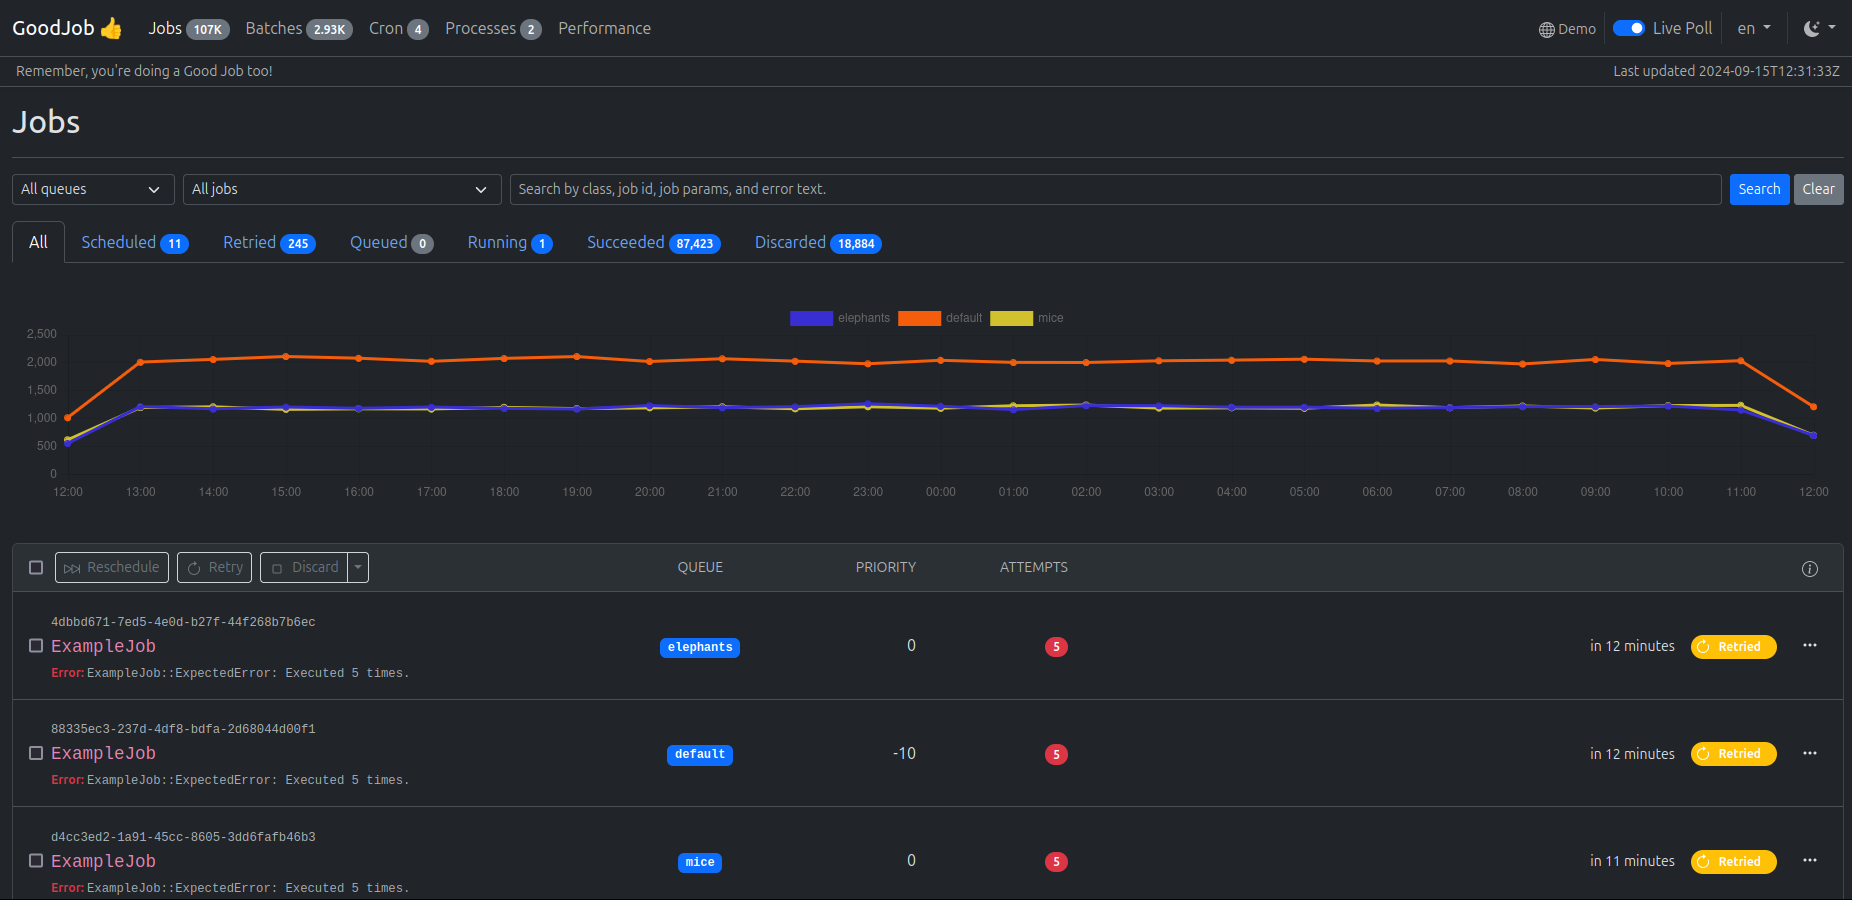 GoodJob 👍 Jobs 107K Batches 2.93K Cron 4 Processes 2 Performance Demo Live Poll en
Remember, you're doing a Good Job too! Last updated 2024-09-15T12:31:33Z
Jobs
All queues All jobs Search by class, job id, job params, and error text. Search Clear
All Scheduled 11 Retried 245 Queued 0 Running 1 Succeeded 87,423 Discarded 18,884
elephants default mice
2,500
2,000
1,500
1,000
500
0
12:00 13:00 14:00 15:00 16:00 17:00 18:00 19:00 20:00 21:00 22:00 23:00 00:00 01:00 02:00 03:00 04:00 05:00 06:00 07:00 08:00 09:00 10:00 11:00 12:00
Reschedule Retry Discard QUEUE PRIORITY ATTEMPTS
4dbbd671-7ed5-4e0d-b27f-44f268b7b6ec
ExampleJob elephants 0 5 in 12 minutes Retried
Error: ExampleJob::ExpectedError: Executed 5 times.
88335ec3-237d-4df8-bdfa-2d68044d00f1
ExampleJob default -10 5 in 12 minutes Retried
Error: ExampleJob::ExpectedError: Executed 5 times.
d4cc3ed2-1a91-45cc-8605-3dd6fafb46b3
ExampleJob mice 0 5 in 11 minutes Retried
Error: ExampleJob::ExpectedError: Executed 5 times.